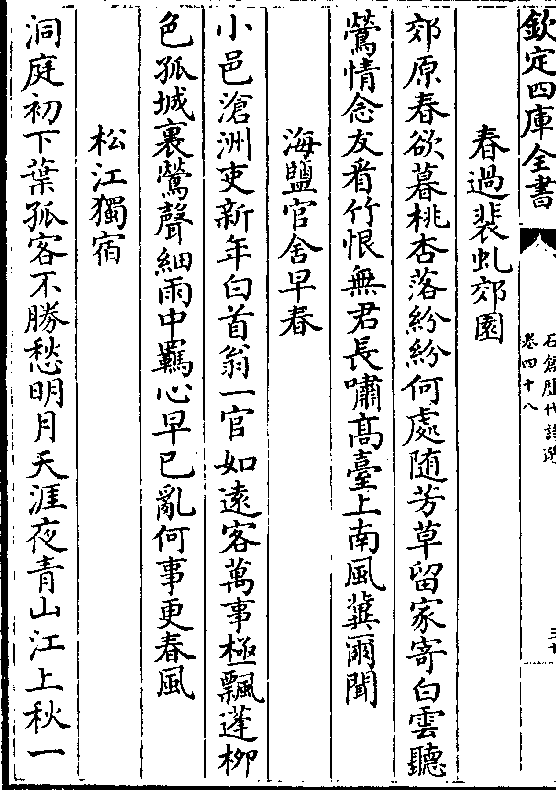 欽定四庫全書
石倉歷代詩選
卷四十八
三十
春過裴虬郊園
郊原春欲暮桃杏落紛紛何處随芳草留家寄白雲聽
鶯情念友看竹恨無君長嘯高臺上南風冀爾聞
海鹽官舍早春
小邑滄洲吏新年白首翁一官如遠客萬事極飄蓬柳
色孤城裏鶯聲細雨中羈心早已亂何事更春風
松江獨宿
洞庭初下葉孤客不勝愁明月天涯夜青山江上秋一